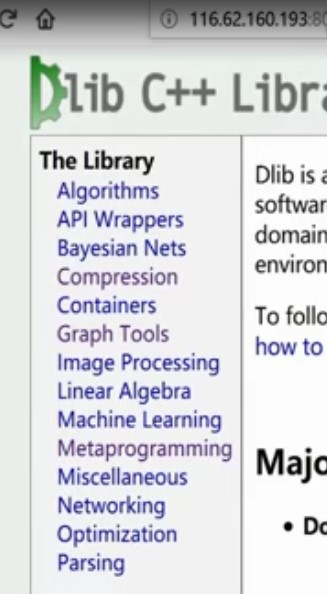 116.62.160.193:80
Dlib C++ Libra
The Library
Algorithms
API Wrappers
Bayesian Nets
Compression
Containers
Graph Tools
Image Processing
Linear Algebra
Machine Learning
Metaprogramming
Miscellaneous
Networking
Optimization
Parsing
Dlib is a
softwar
domain
environ
To follo
how to
Majo
• Do